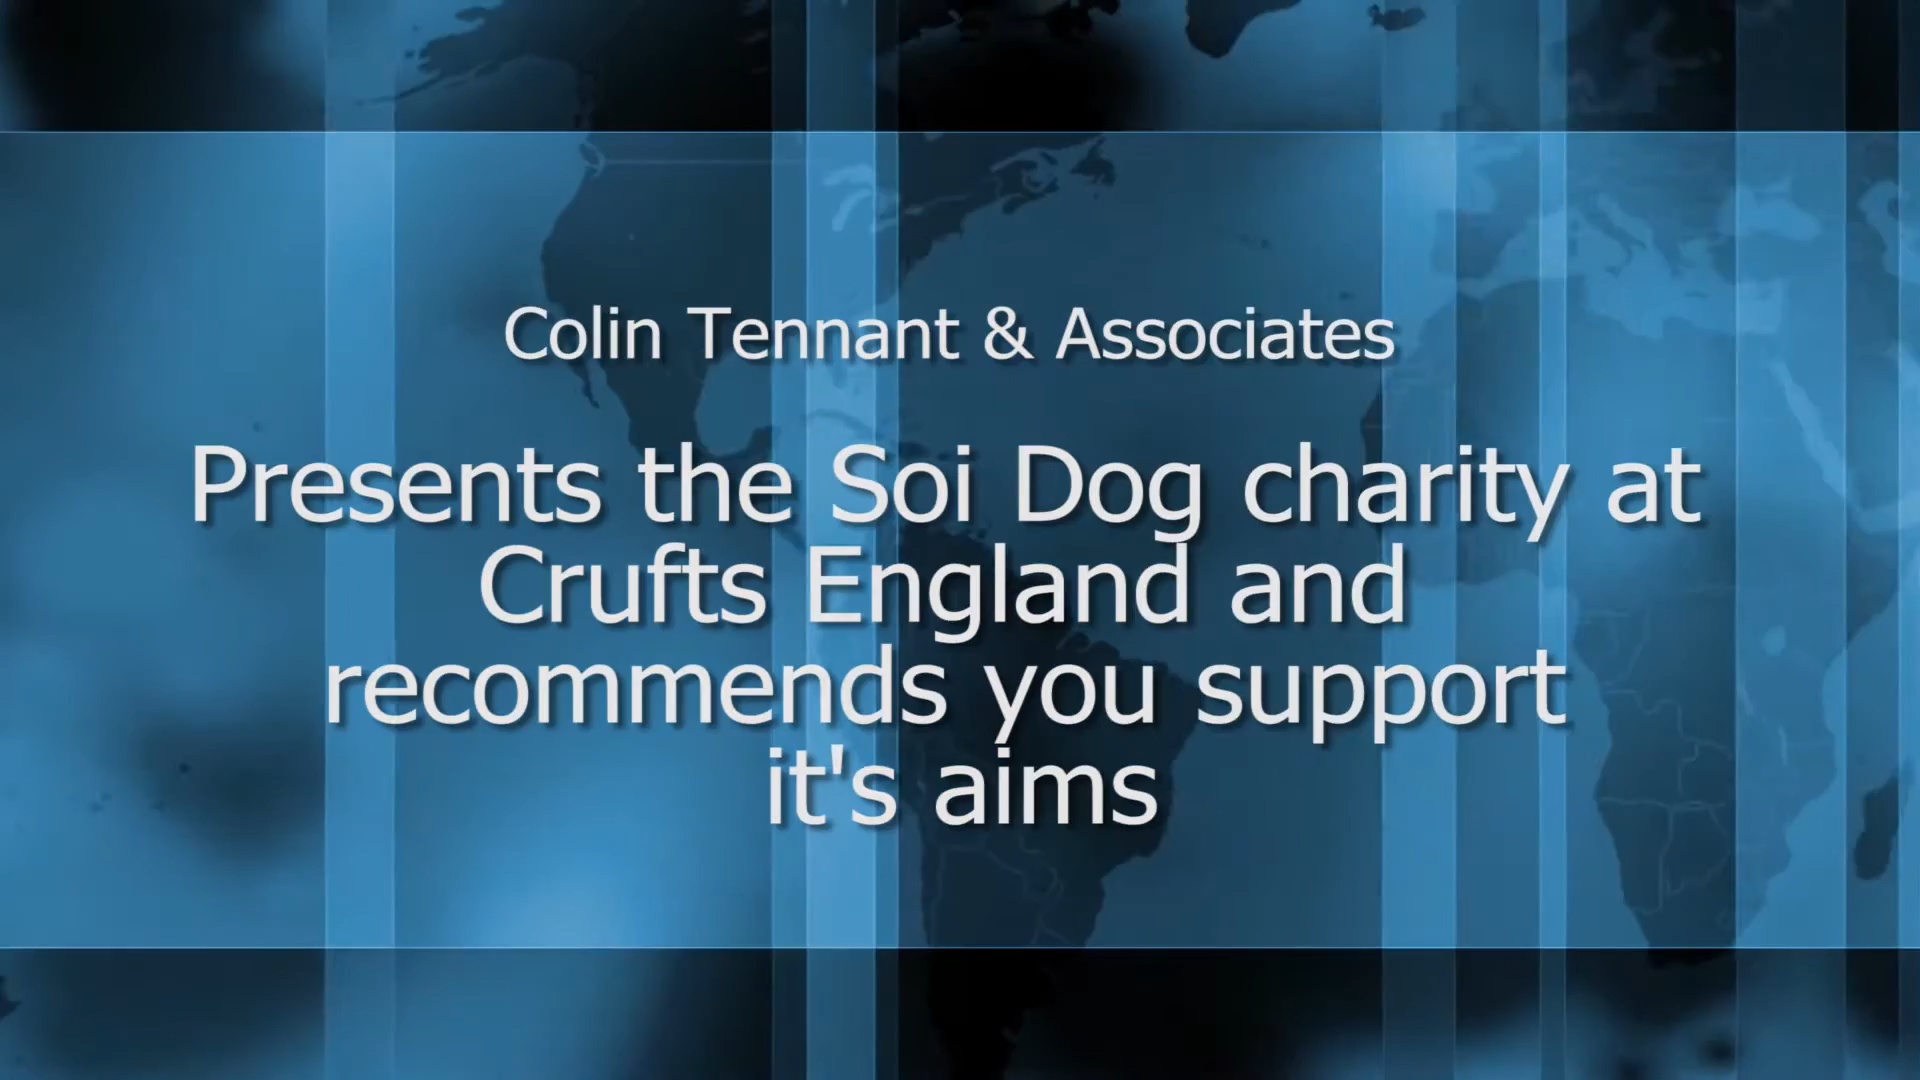 Colin Tennant & Associates
Presents the Soi Dog charity at
Crufts England and
recommends you support
it's aims